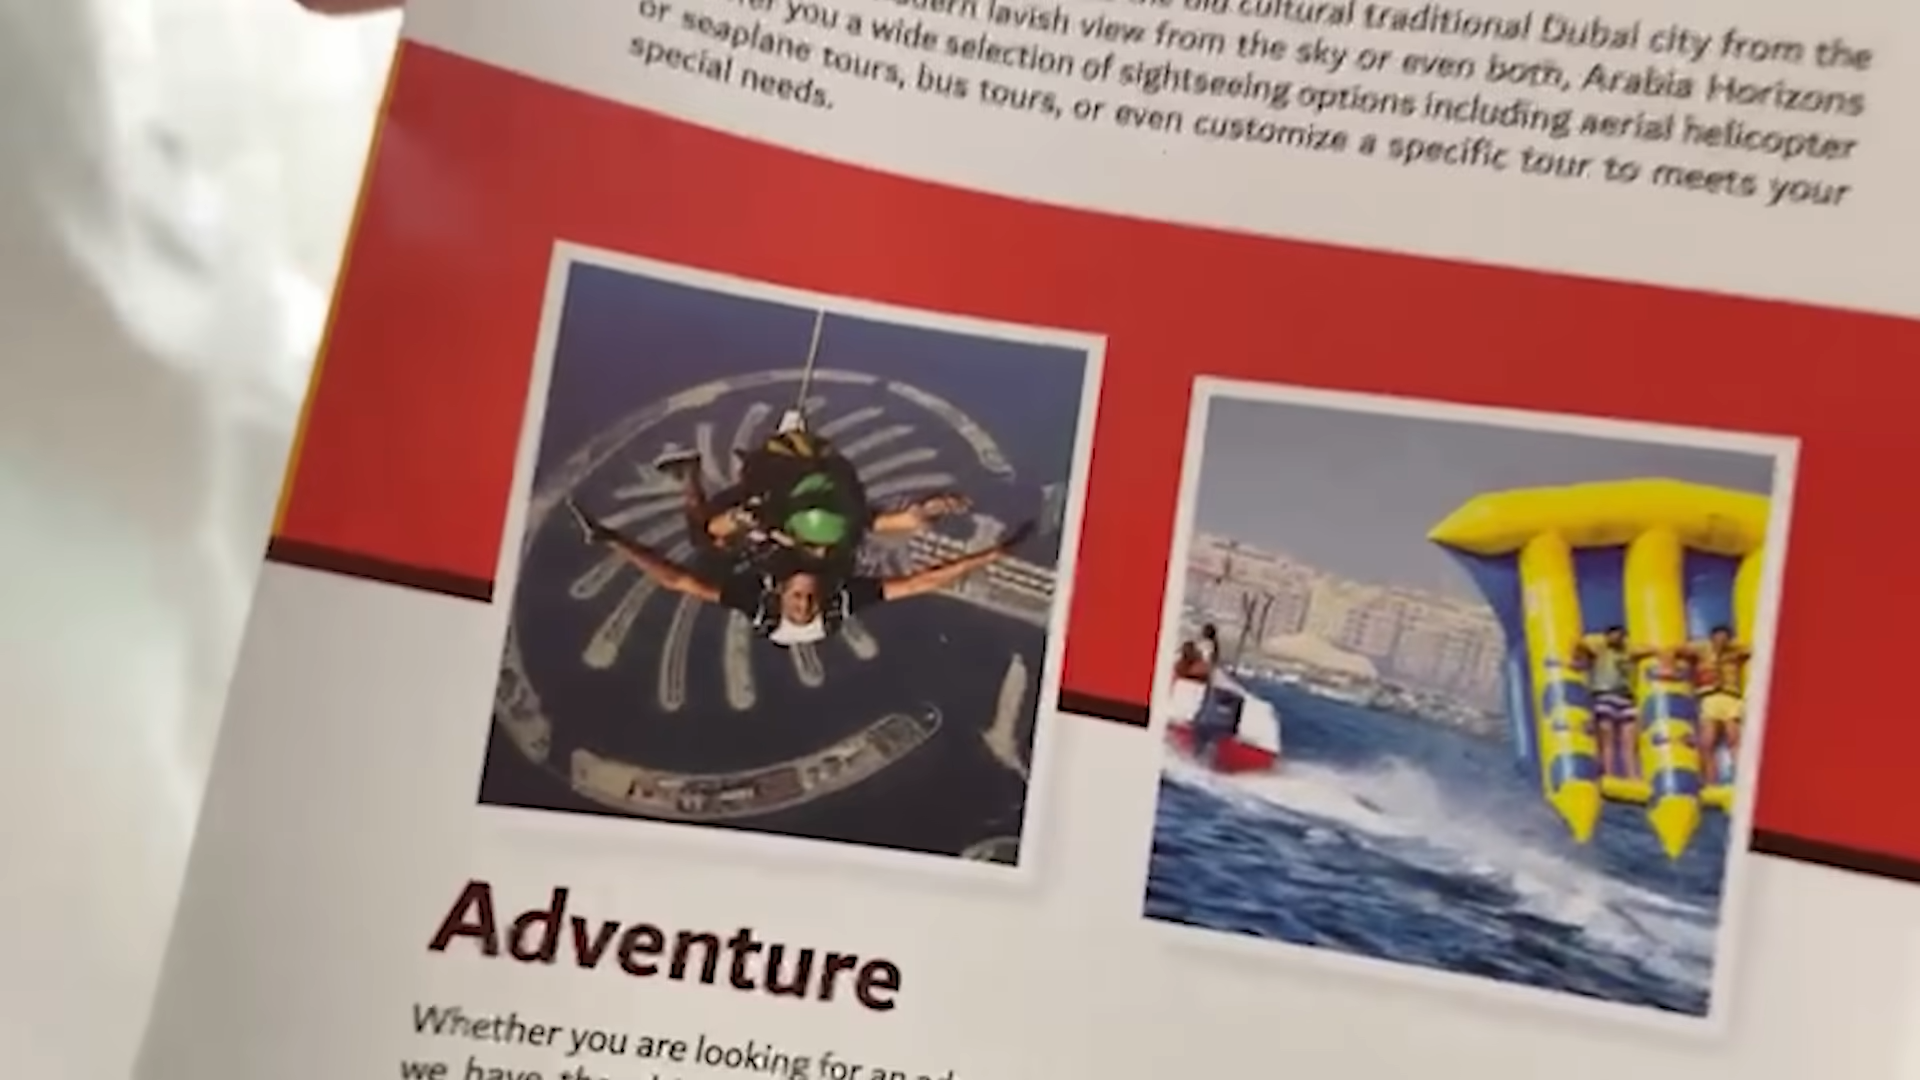 the old cultural traditional Dubai city from the
you a wide selection of sightseeing options including aerial helicopter
lavish view from the sky or even both, Arabia Horizons
or seaplane tours, bus tours, or even customize a specific tour to meets your
special needs.
Adventure
Whether you are looking for an
we have